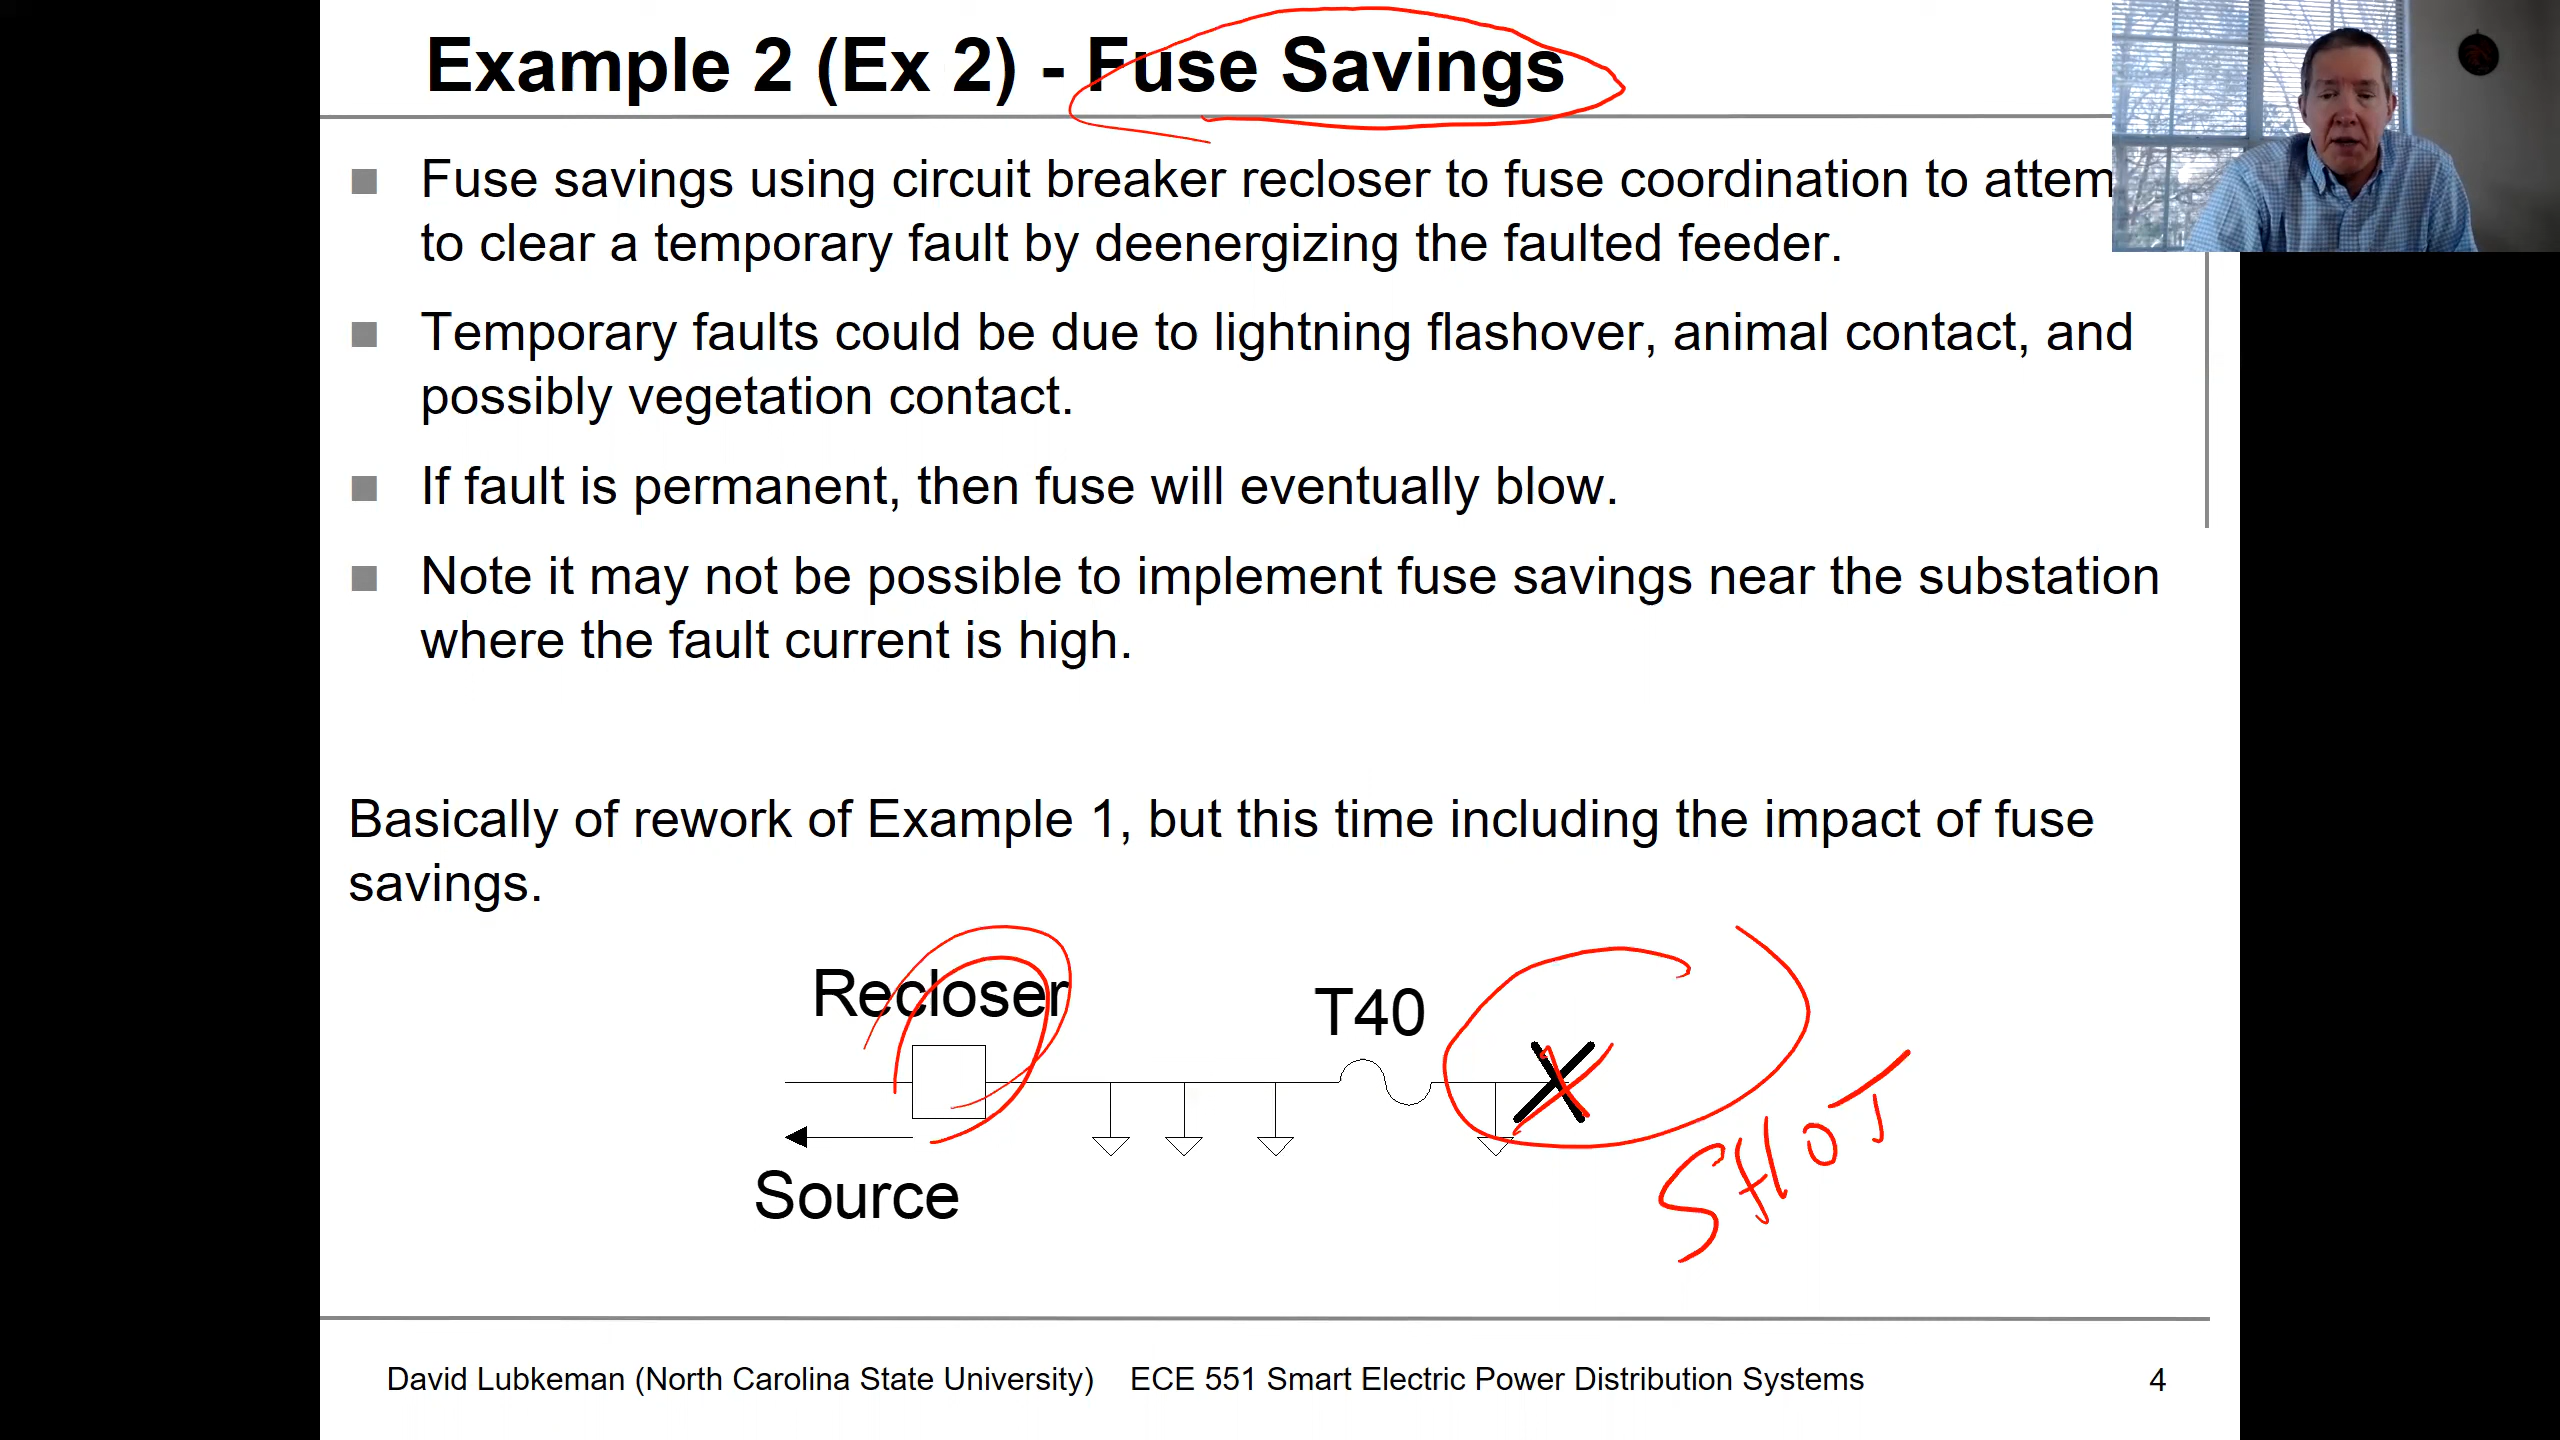 Example 2 (Ex 2) - Fuse Savings
■ Fuse savings using circuit breaker recloser to fuse coordination to attem
to clear a temporary fault by deenergizing the faulted feeder.
■ Temporary faults could be due to lightning flashover, animal contact, and
possibly vegetation contact.
■ If fault is permanent, then fuse will eventually blow.
■ Note it may not be possible to implement fuse savings near the substation
where the fault current is high.
Basically of rework of Example 1, but this time including the impact of fuse
savings.
Recloser
T40
SHOT
Source
David Lubkeman (North Carolina State University) ECE 551 Smart Electric Power Distribution Systems 4